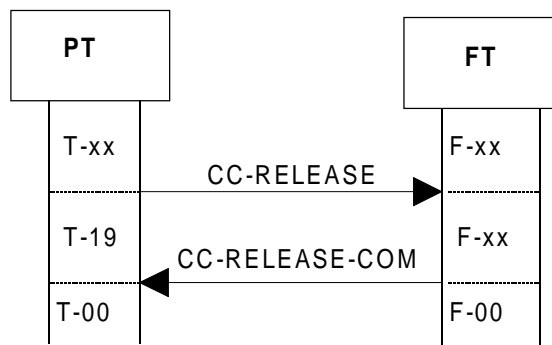 PT
FT
T-xx
F-xx
CC-RELEASE
T-19
F-xx
CC-RELEASE-COM
T-00
F-00